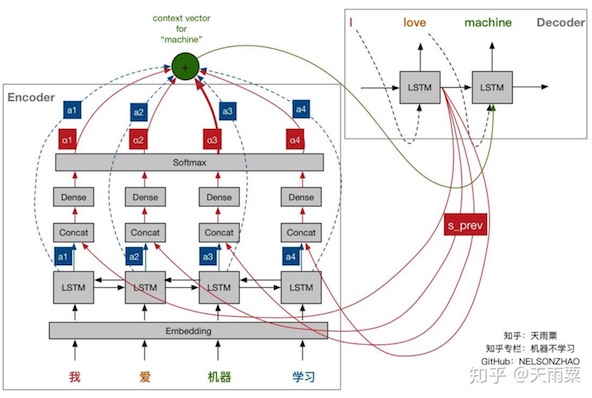 context vector
for
"machine"
I love machine Decoder
+
LSTM LSTM
Encoder
a1 a2 a3 a4
α1 α2 α3 α4
Softmax
Dense Dense Dense Dense
Concat Concat Concat Concat
s_prev
a1 a2 a3 a4
LSTM LSTM LSTM LSTM
Embedding
我 爱 机器 学习
知乎：天雨粟
知乎专栏：机器不学习
GitHub：NELSONZHAO
知乎 @天雨粟